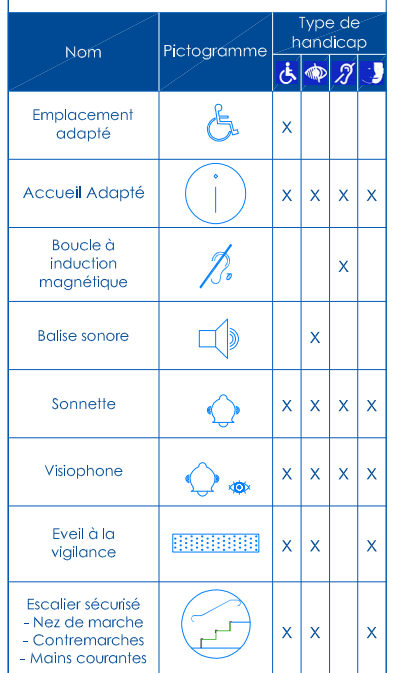 Nom
Pictogramme
Type de
handicap
Emplacement
adapté
X
Accueil Adapté
X X X X
Boucle à
induction
magnétique
X
Balise sonore
X
Sonnette
X X X X
Visiophone
X X X X
Eveil à la
vigilance
X X X
Escalier sécurisé
- Nez de marche
- Contremarches
- Mains courantes
X X X